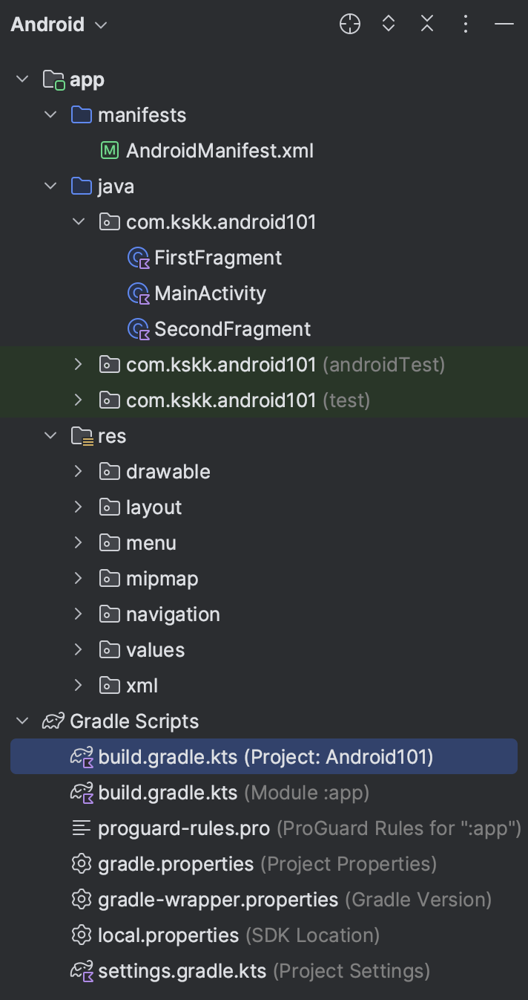 Android
app
manifests
M AndroidManifest.xml
java
com.kskk.android101
C FirstFragment
C MainActivity
C SecondFragment
com.kskk.android101 (androidTest)
com.kskk.android101 (test)
res
drawable
layout
menu
mipmap
navigation
values
xml
Gradle Scripts
build.gradle.kts (Project: Android101)
build.gradle.kts (Module :app)
proguard-rules.pro (ProGuard Rules for ":app")
gradle.properties (Project Properties)
gradle-wrapper.properties (Gradle Version)
local.properties (SDK Location)
settings.gradle.kts (Project Settings)